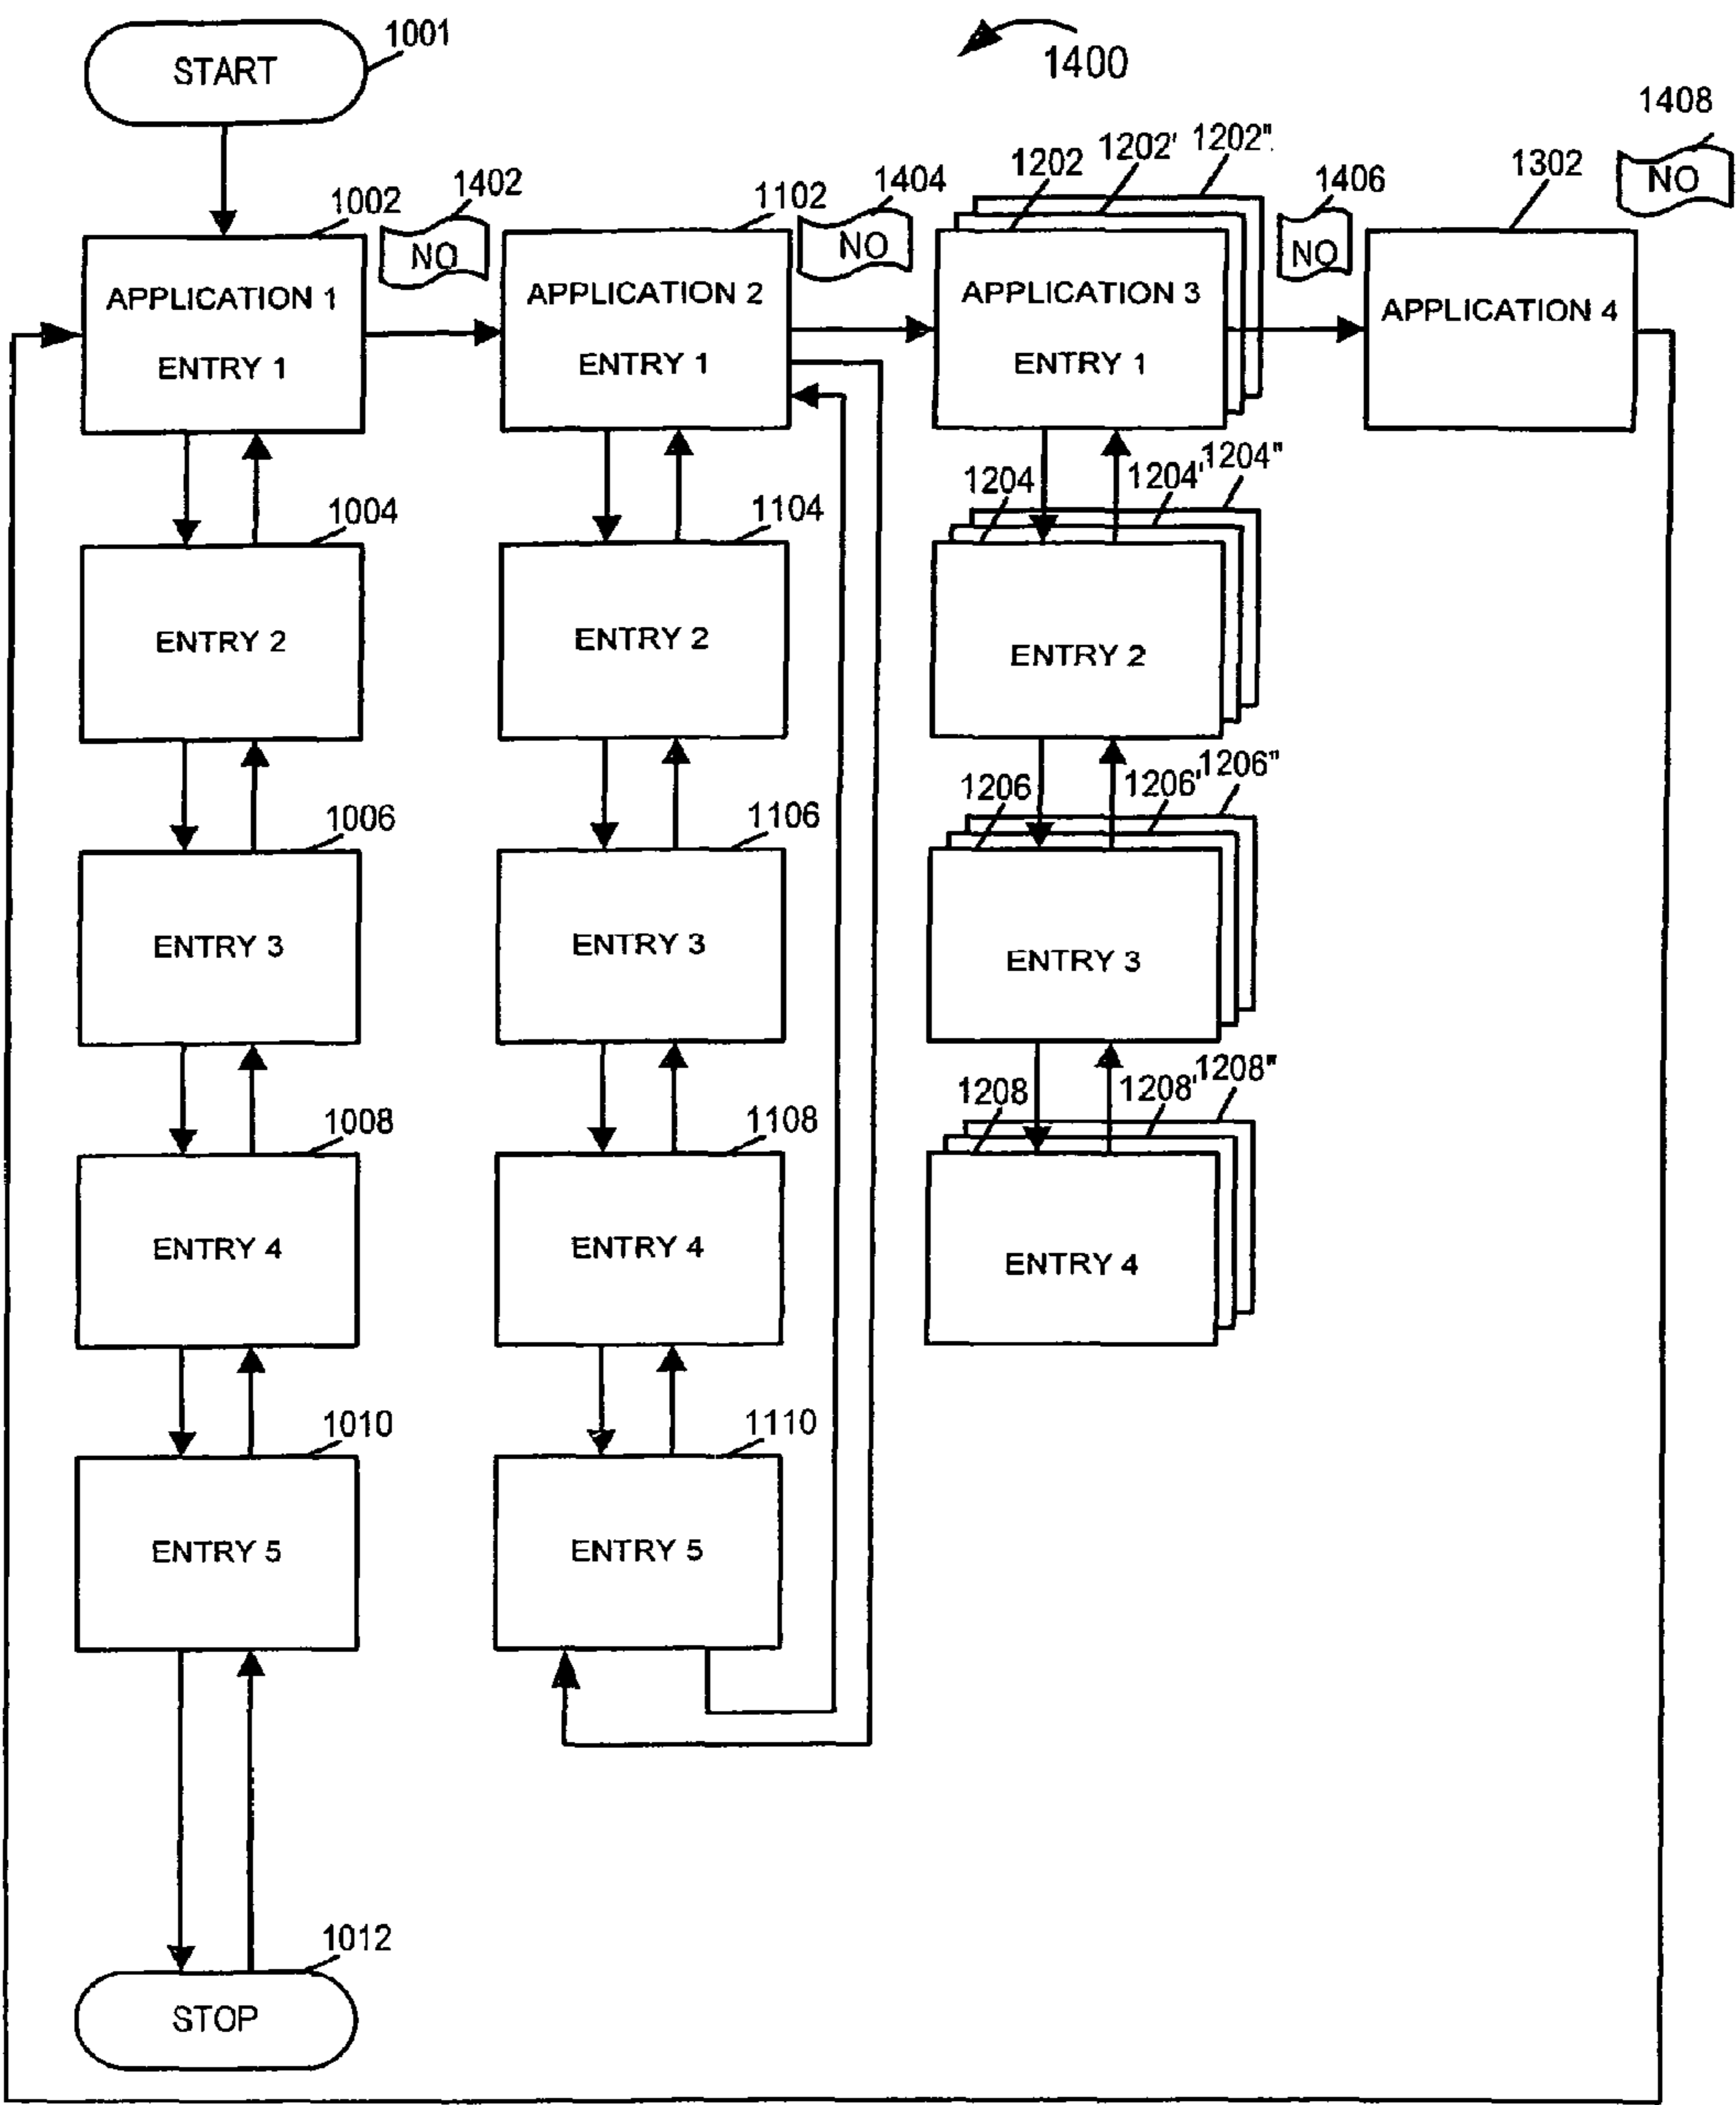 START
1001
1400
1408
NO
1002
1402
NO
1102
1404
NO
1202
1202'
1202"
1406
NO
1302
APPLICATION 1
ENTRY 1
APPLICATION 2
ENTRY 1
APPLICATION 3
ENTRY 1
APPLICATION 4
1004
ENTRY 2
1104
ENTRY 2
1204
1204'
1204"
ENTRY 2
1006
ENTRY 3
1106
ENTRY 3
1206
1206'
1206"
ENTRY 3
1008
ENTRY 4
1108
ENTRY 4
1208
1208'
1208"
ENTRY 4
1010
ENTRY 5
1110
ENTRY 5
1012
STOP